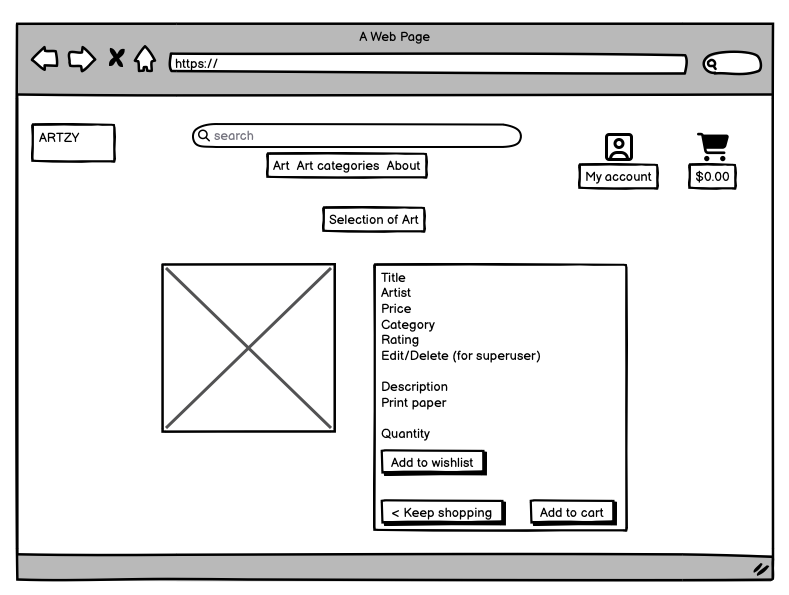 A Web Page
https://
ARTZY
search
Art Art categories About
My account
$0.00
Selection of Art
Title
Artist
Price
Category
Rating
Edit/Delete (for superuser)
Description
Print paper
Quantity
Add to wishlist
< Keep shopping
Add to cart